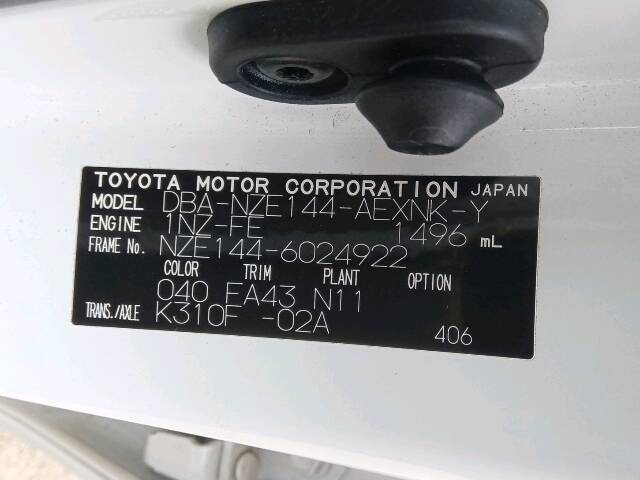 TOYOTA MOTOR CORPORATION JAPAN
MODEL DBA-NZE144-AEXNK-Y
ENGINE 1NZ-FE 1496 mL
FRAME No. NZE144-6024922
COLOR TRIM PLANT OPTION
040 FA43 N11
TRANS./AXLE K310F -02A
406